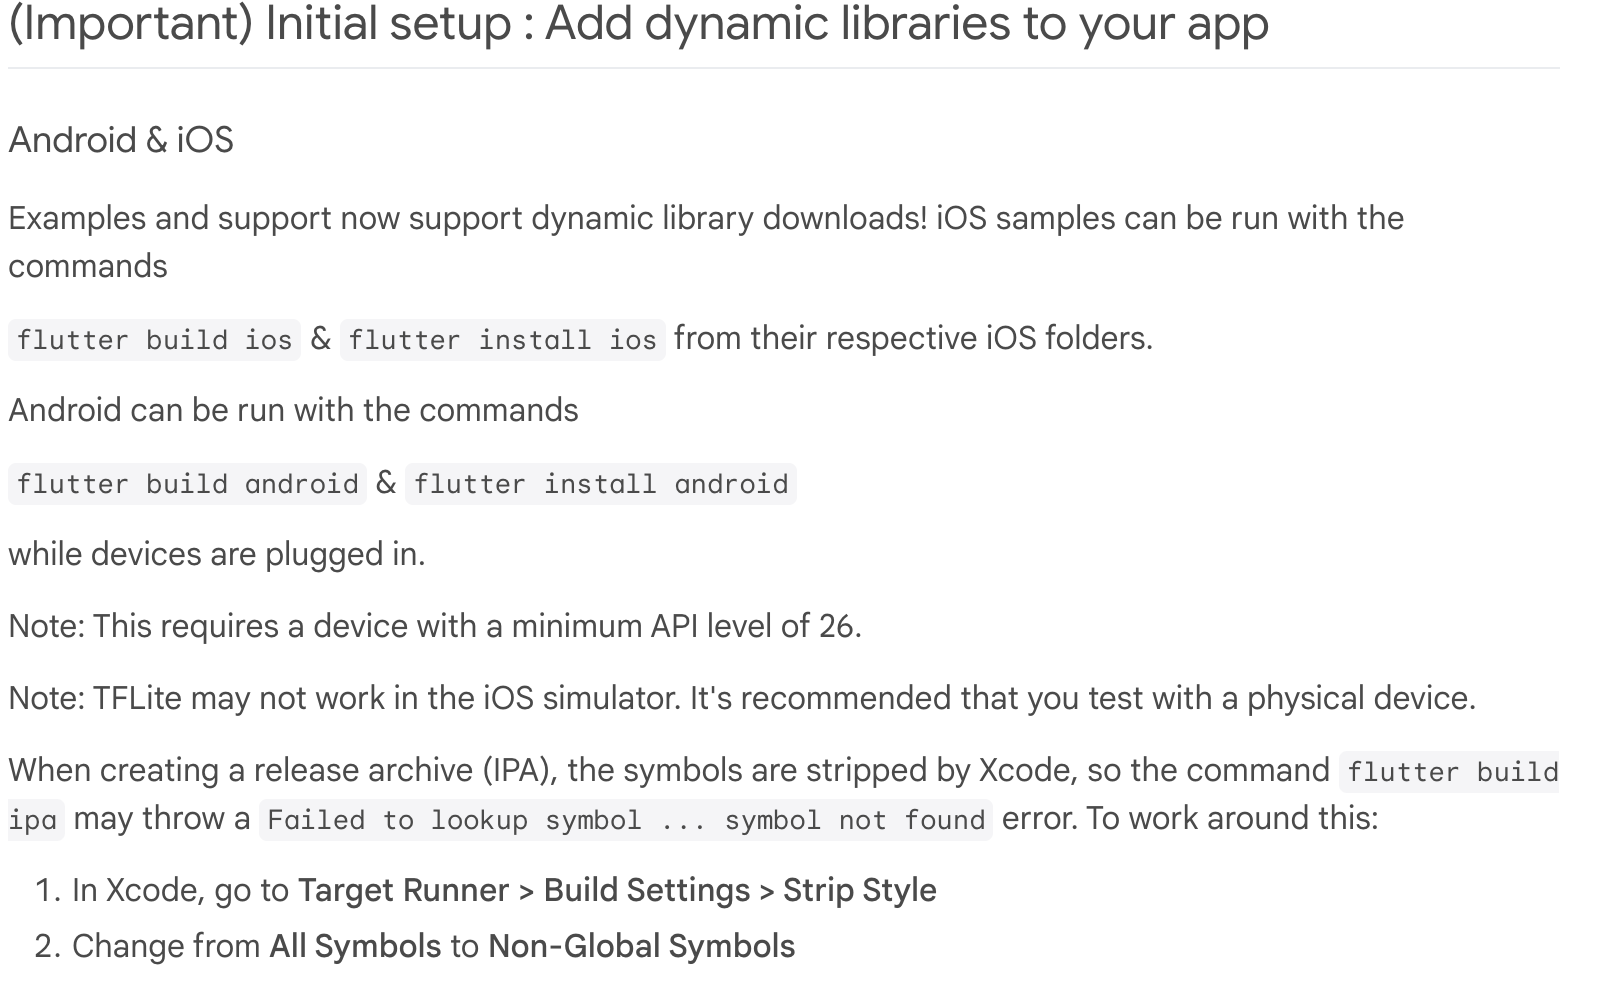 (Important) Initial setup : Add dynamic libraries to your app
Android & iOS
Examples and support now support dynamic library downloads! iOS samples can be run with the
commands
flutter build ios & flutter install ios from their respective iOS folders.
Android can be run with the commands
flutter build android & flutter install android
while devices are plugged in.
Note: This requires a device with a minimum API level of 26.
Note: TFLite may not work in the iOS simulator. It's recommended that you test with a physical device.
When creating a release archive (IPA), the symbols are stripped by Xcode, so the command flutter build
ipa may throw a Failed to lookup symbol ... symbol not found error. To work around this:
1. In Xcode, go to Target Runner > Build Settings > Strip Style
2. Change from All Symbols to Non-Global Symbols